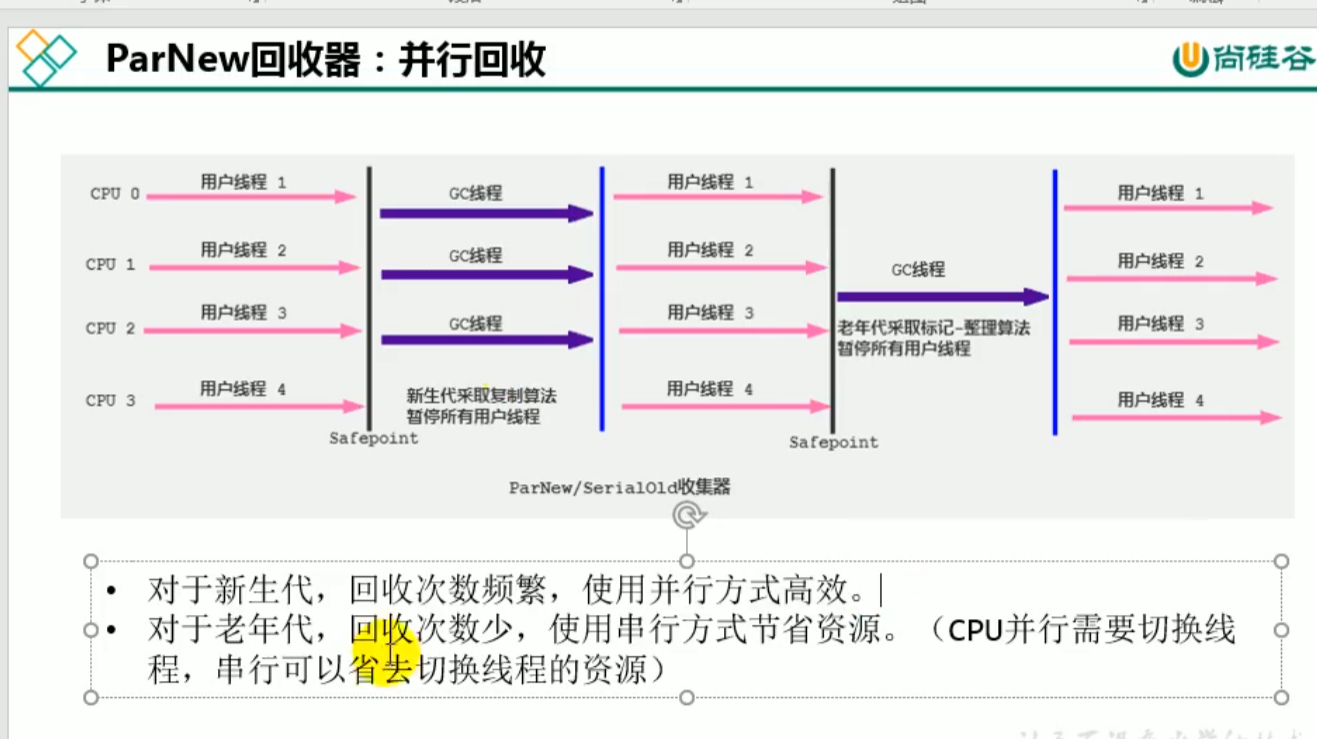 ParNew回收器：并行回收
尚硅谷
CPU 0
用户线程 1
GC线程
用户线程 1
用户线程 1
CPU 1
用户线程 2
GC线程
用户线程 2
GC线程
用户线程 2
CPU 2
用户线程 3
GC线程
用户线程 3
老年代采取标记-整理算法
暂停所有用户线程
用户线程 3
CPU 3
用户线程 4
新生代采取复制算法
暂停所有用户线程
用户线程 4
用户线程 4
Safepoint
Safepoint
ParNew/SerialOld收集器
• 对于新生代，回收次数频繁，使用并行方式高效。
• 对于老年代，回收次数少，使用串行方式节省资源。（CPU并行需要切换线
程，串行可以省去切换线程的资源）